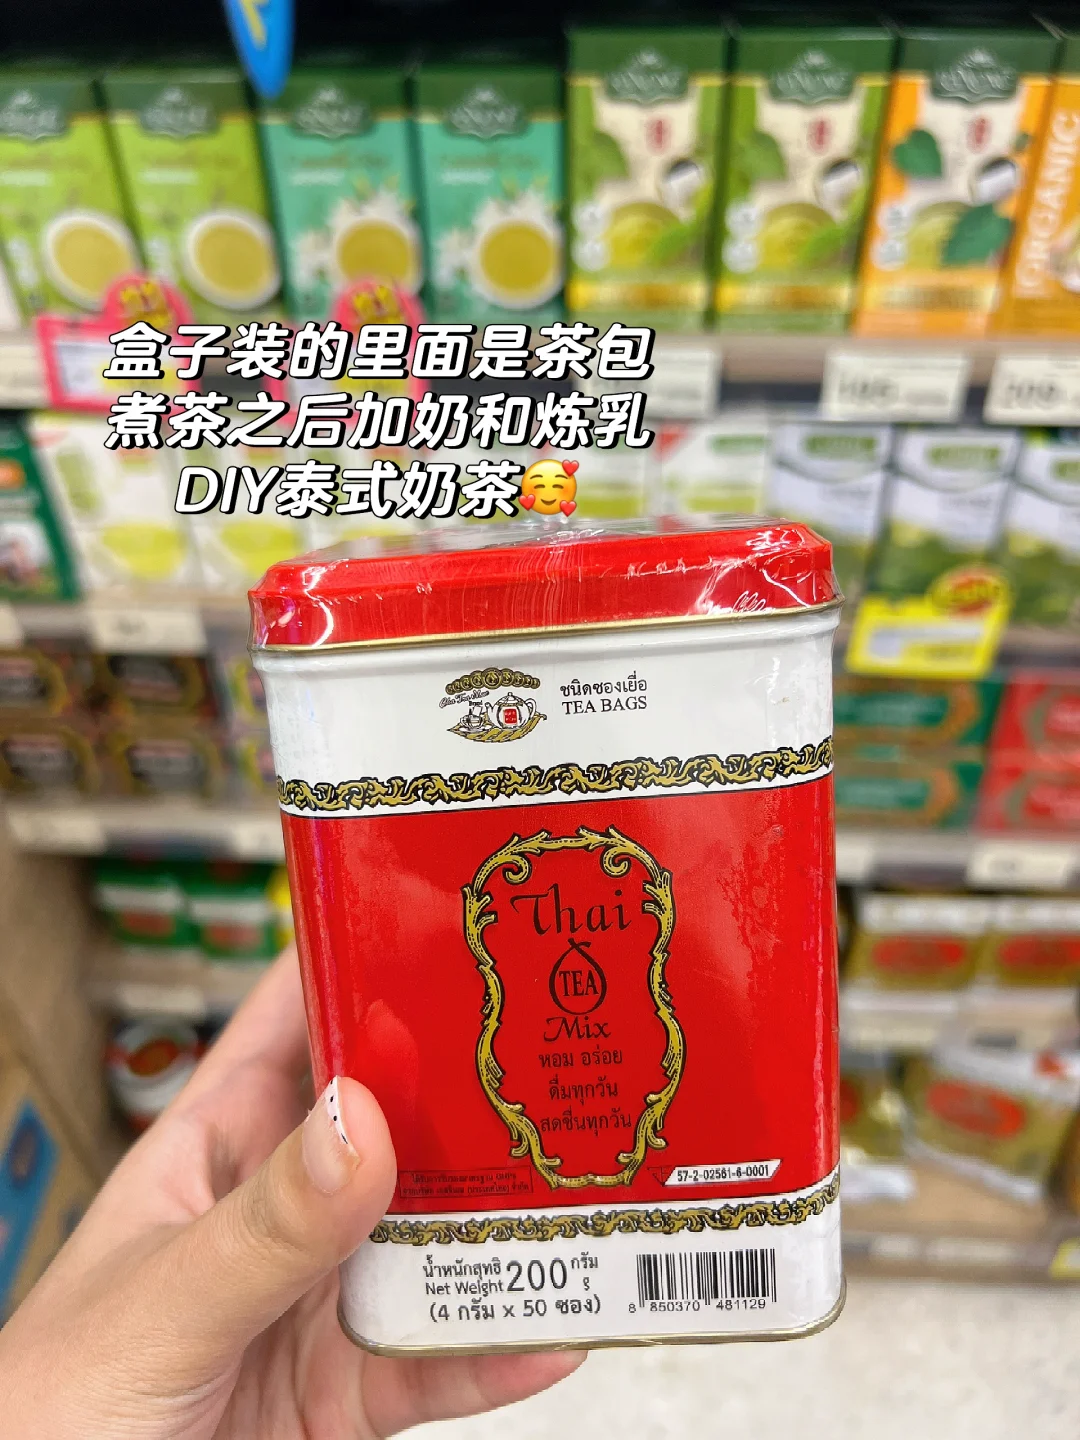 盒子装的里面是茶包
煮茶之后加奶和炼乳
DIY泰式奶茶🥰
ชนิดซองเยื่อ
TEA BAGS
Thai
TEA
Mix
หอม อร่อย
ดื่มทุกวัน
สดชื่นทุกวัน
57-2-02561-6-0001
น้ำหนักสุทธิ 200 กรัม
Net Weight g
(4 กรัม x 50 ซอง)
8 850370 481129
ORGANIC